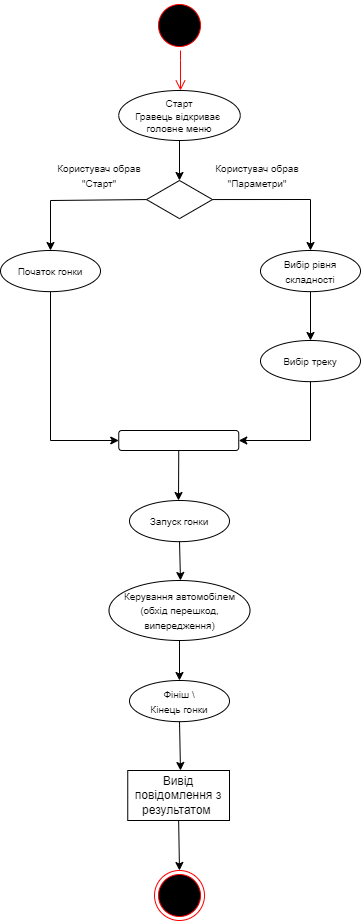 Старт
Гравець відкриває
головне меню
Користувач обрав
"Старт"
Користувач обрав
"Параметри"
Початок гонки
Вибір рівня
складності
Вибір треку
Запуск гонки
Керування автомобілем
(обхід перешкод,
випередження)
Фініш \
Кінець гонки
Вивід
повідомлення з
результатом